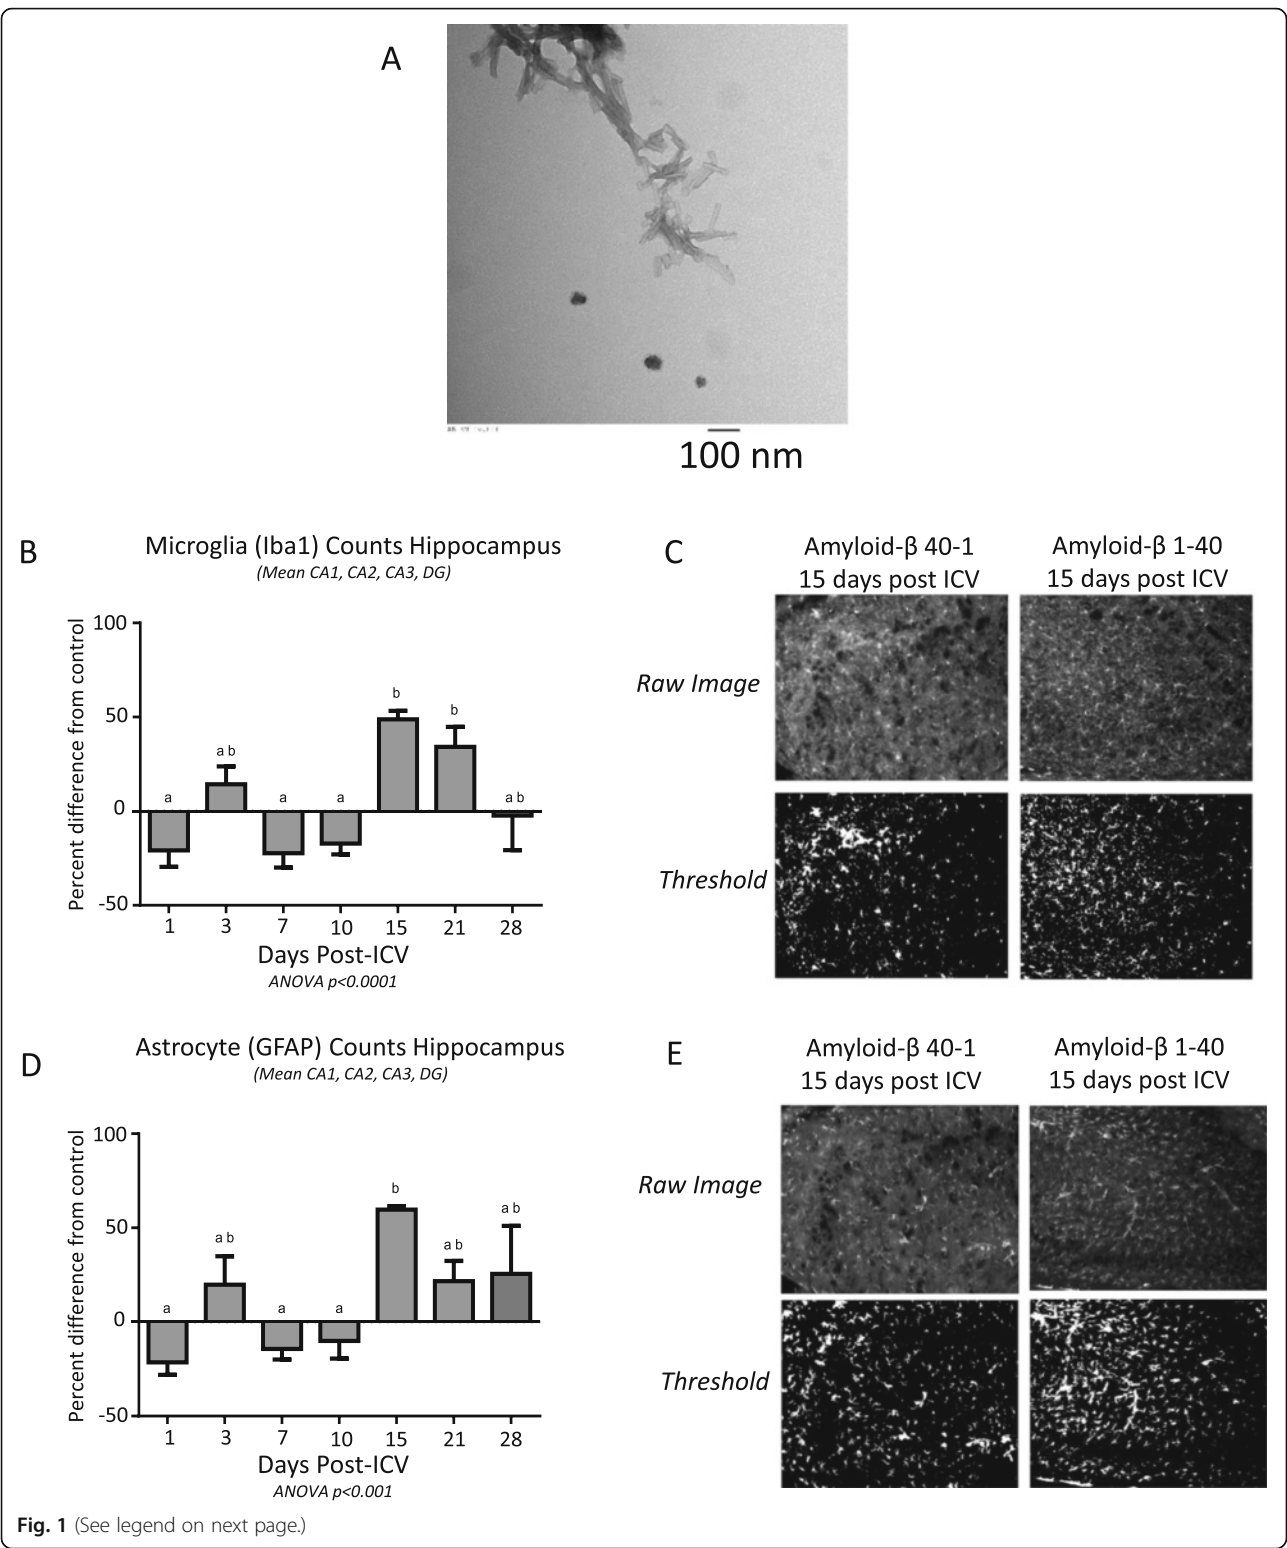 A
100 nm
B
Microglia (Iba1) Counts Hippocampus
(Mean CA1, CA2, CA3, DG)
Percent difference from control
100
50
0
-50
a
a b
a
a
b
b
a b
1 3 7 10 15 21 28
Days Post-ICV
ANOVA p<0.0001
C
Amyloid-β 40-1
15 days post ICV
Amyloid-β 1-40
15 days post ICV
Raw Image
Threshold
D
Astrocyte (GFAP) Counts Hippocampus
(Mean CA1, CA2, CA3, DG)
Percent difference from control
100
50
0
-50
a
a b
a
a
b
a b
a b
1 3 7 10 15 21 28
Days Post-ICV
ANOVA p<0.001
E
Amyloid-β 40-1
15 days post ICV
Amyloid-β 1-40
15 days post ICV
Raw Image
Threshold
Fig. 1 (See legend on next page.)